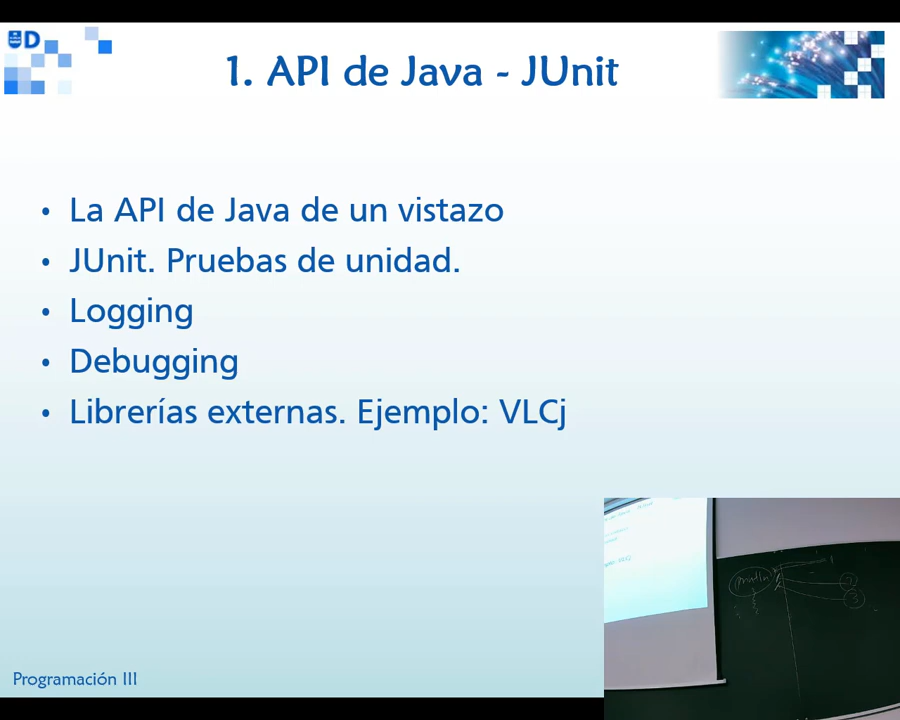 D
1. API de Java - JUnit
• La API de Java de un vistazo
• JUnit. Pruebas de unidad.
• Logging
• Debugging
• Librerías externas. Ejemplo: VLCj
Programación III